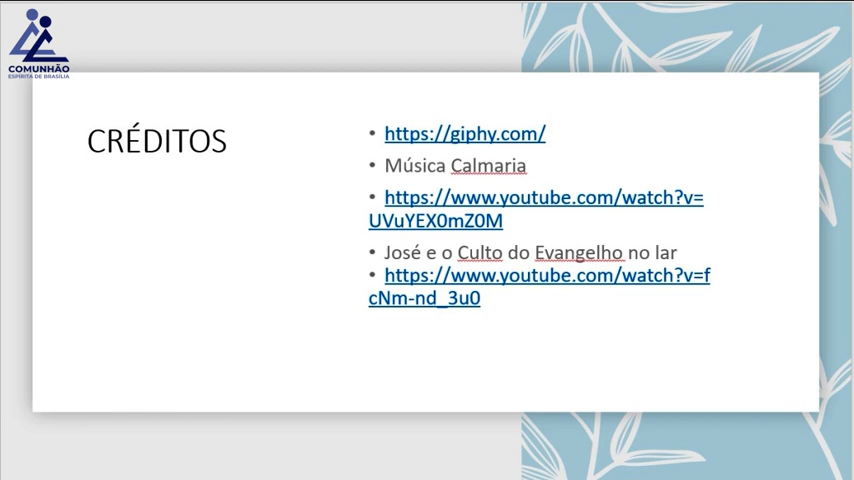 COMUNHÃO
ESPÍRITA DE BRASÍLIA
CRÉDITOS
• https://giphy.com/
• Música Calmaria
• https://www.youtube.com/watch?v=
UVuYEX0mZ0M
• José e o Culto do Evangelho no lar
• https://www.youtube.com/watch?v=f
cNm-nd_3u0